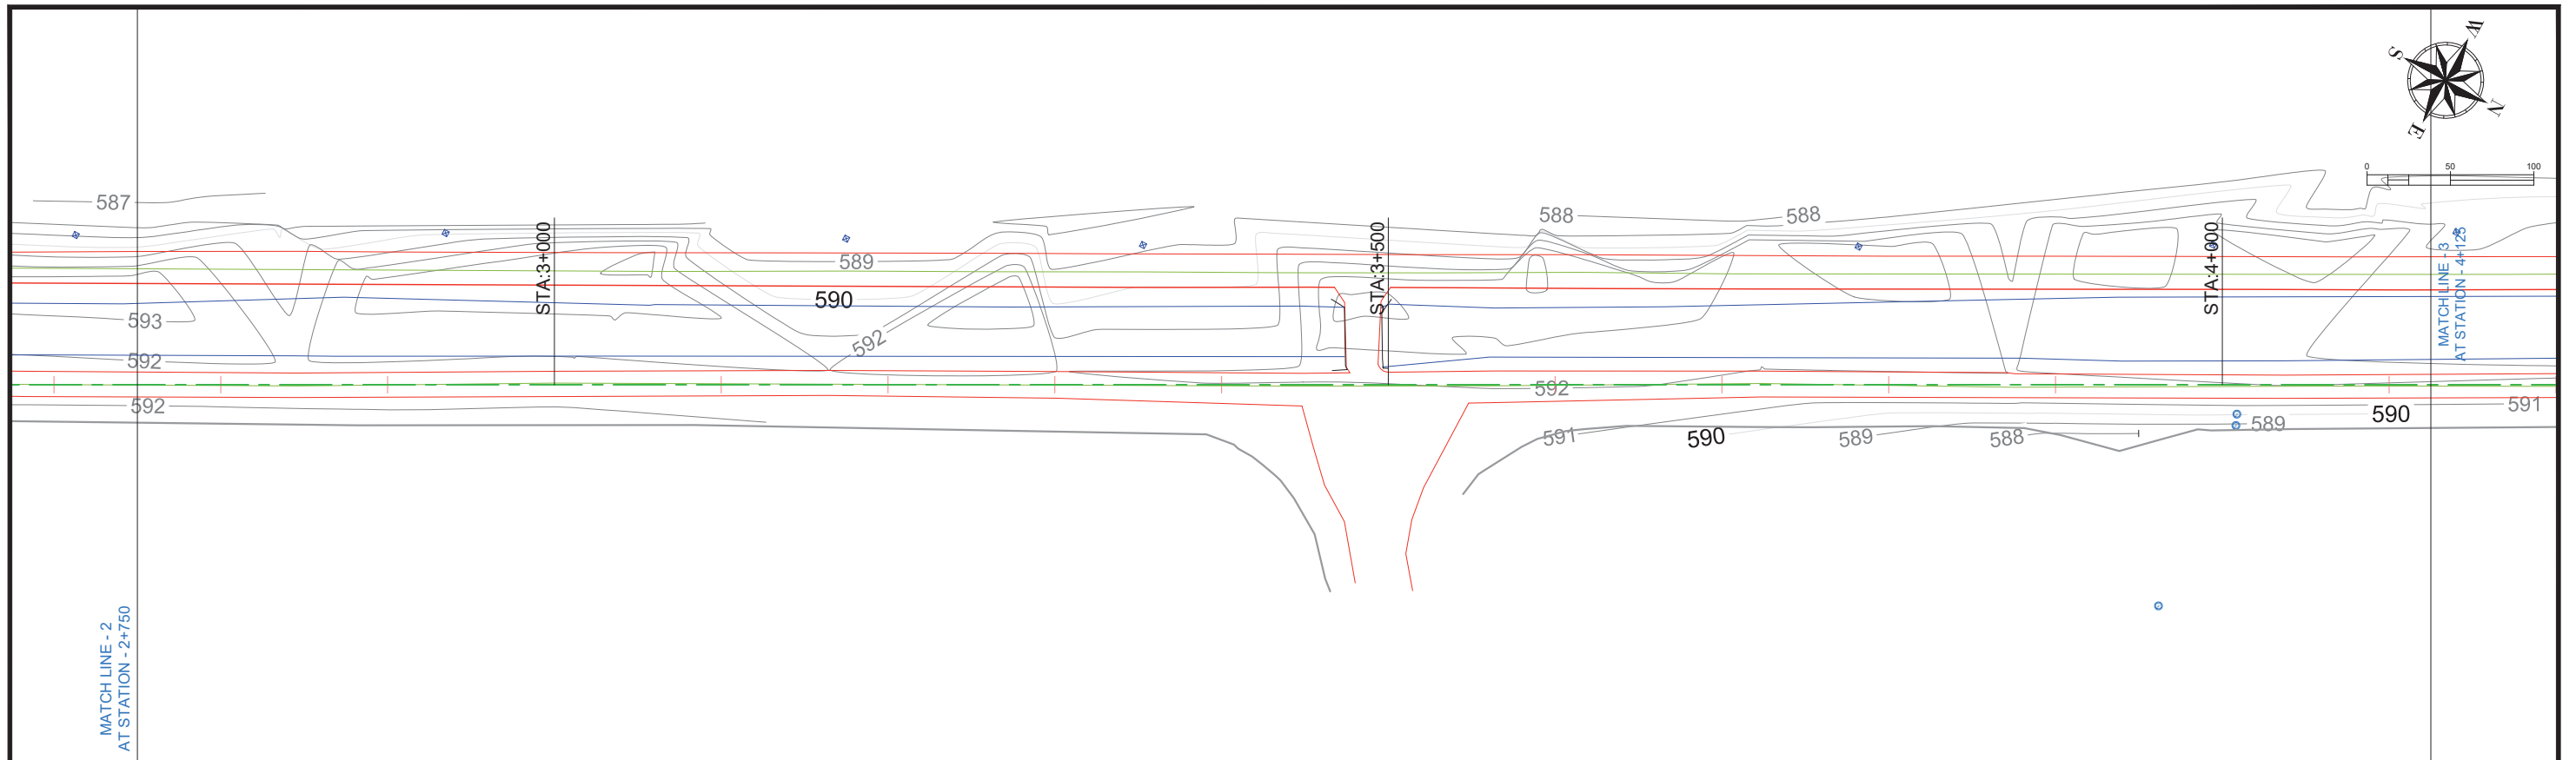 W
S
N
E
0 50 100
587
593
592
592
STA:3+000
589
590
592
STA:3+500
588
588
592
591
590
589
588
STA:4+000
589
590
591
MATCH LINE - 3
AT STATION - 4+125
MATCH LINE - 2
AT STATION - 2+750